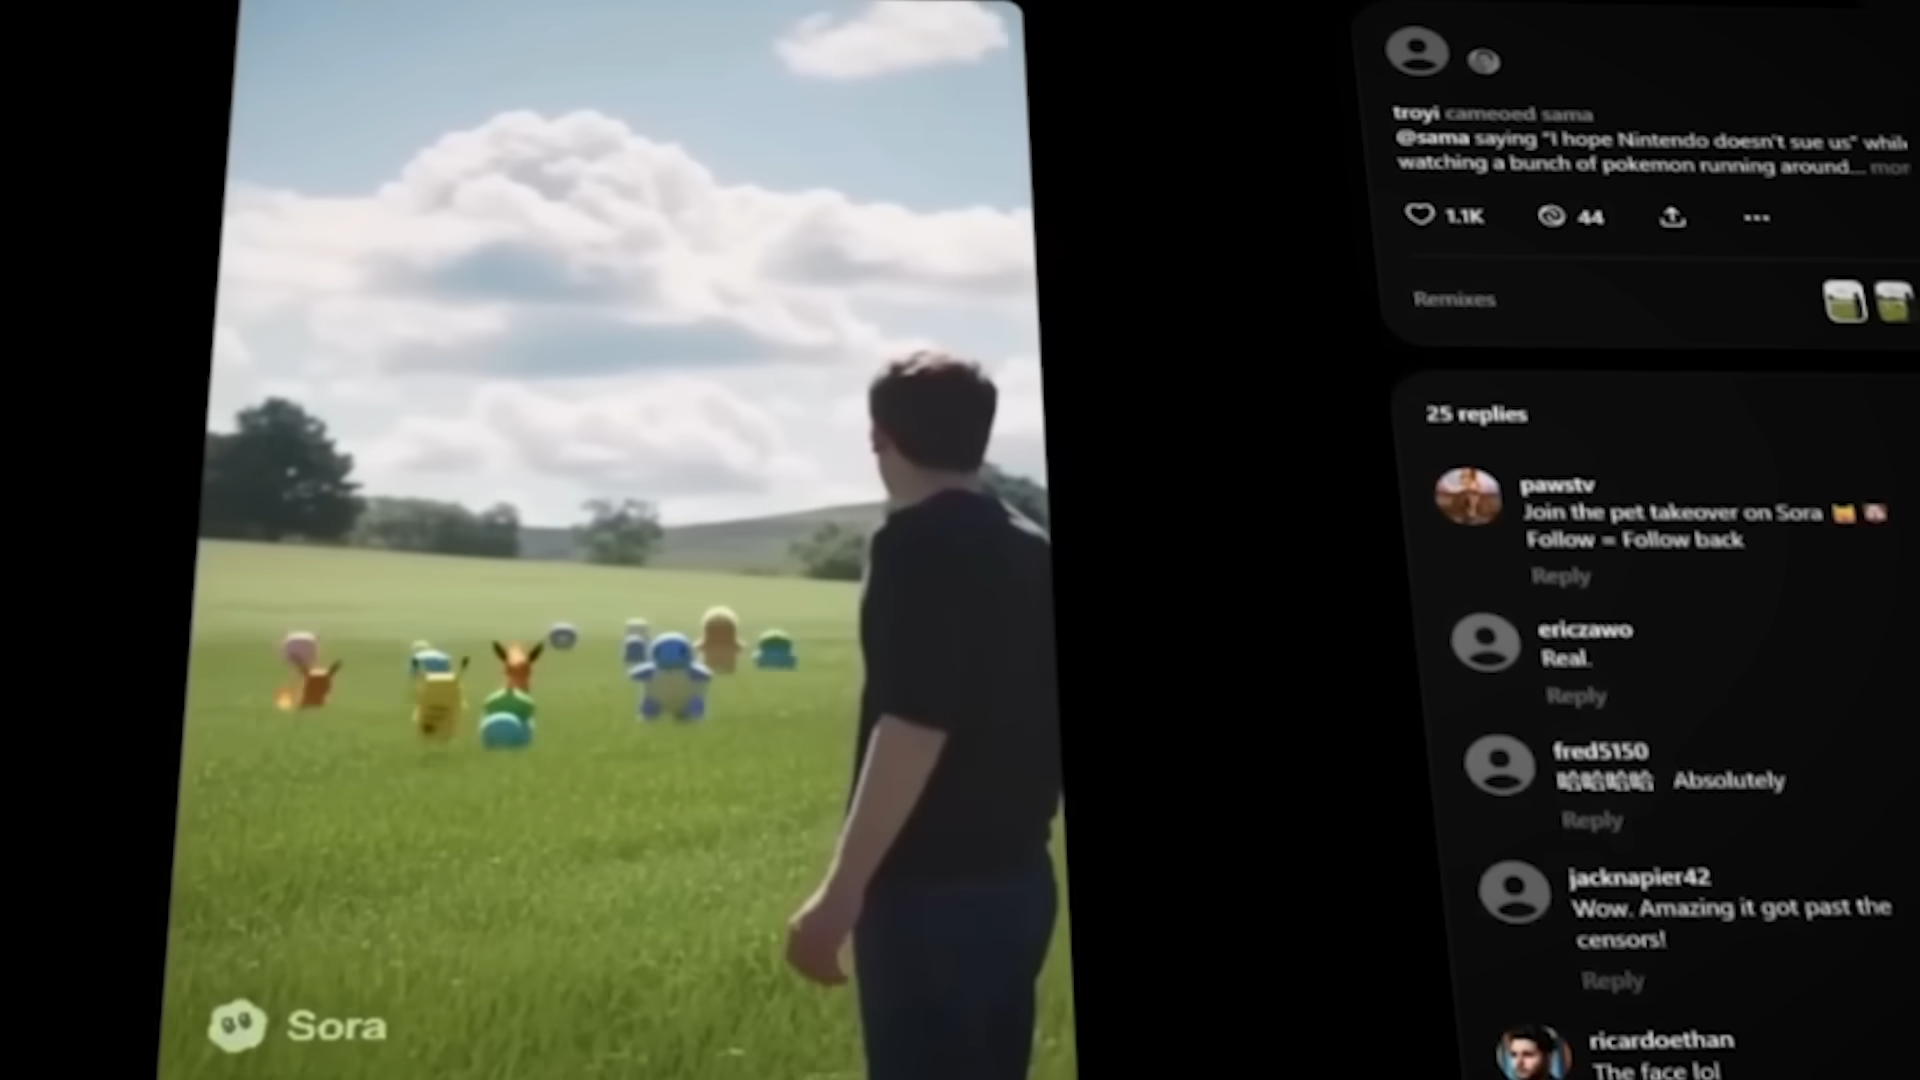 troyi cameoed sama
@sama saying "I hope Nintendo doesn't sue us" while
watching a bunch of pokemon running around... mor
1.1K 44
Remixes
25 replies
pawstv
Join the pet takeover on Sora 😺 🐶
Follow = Follow back
Reply
ericzawo
Real.
Reply
fred5150
哈哈哈哈 Absolutely
Reply
jacknapier42
Wow. Amazing it got past the
censors!
Reply
ricardoethan
The face lol
Sora